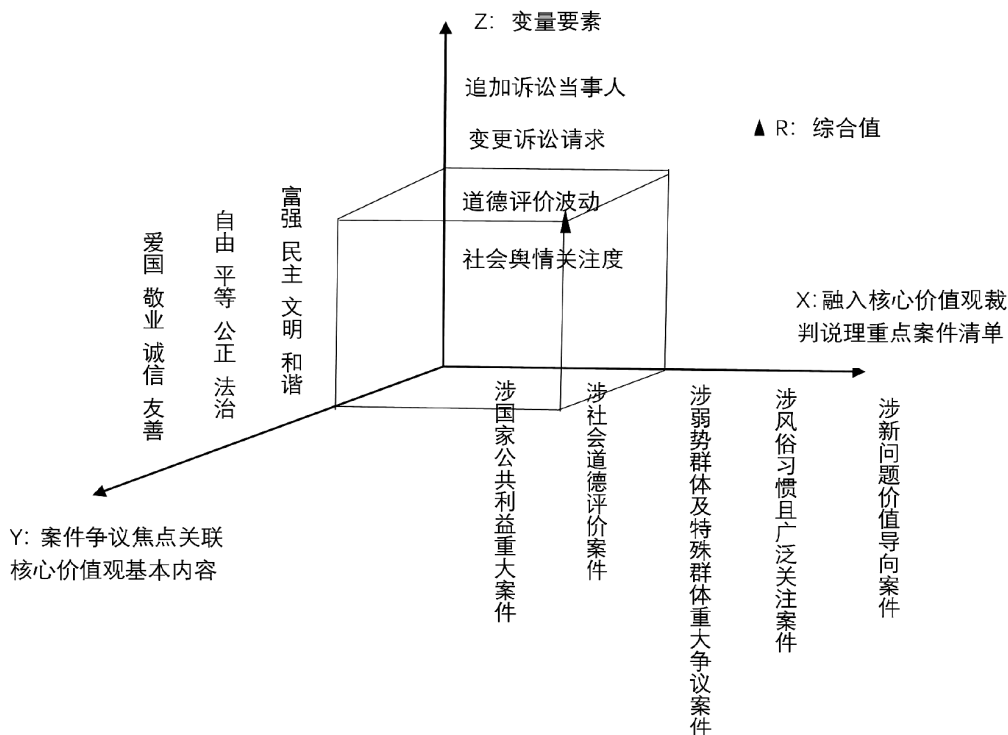 Z: 变量要素
追加诉讼当事人
变更诉讼请求
▲ R: 综合值
道德评价波动
社会舆情关注度
富强 民主 文明 和谐
自由 平等 公正 法治
爱国 敬业 诚信 友善
X:融入核心价值观裁
判说理重点案件清单
涉国家公共利益重大案件
涉社会道德评价案件
涉弱势群体及特殊群体重大争议案件
涉风俗习惯且广泛关注案件
涉新问题价值导向案件
Y: 案件争议焦点关联
核心价值观基本内容